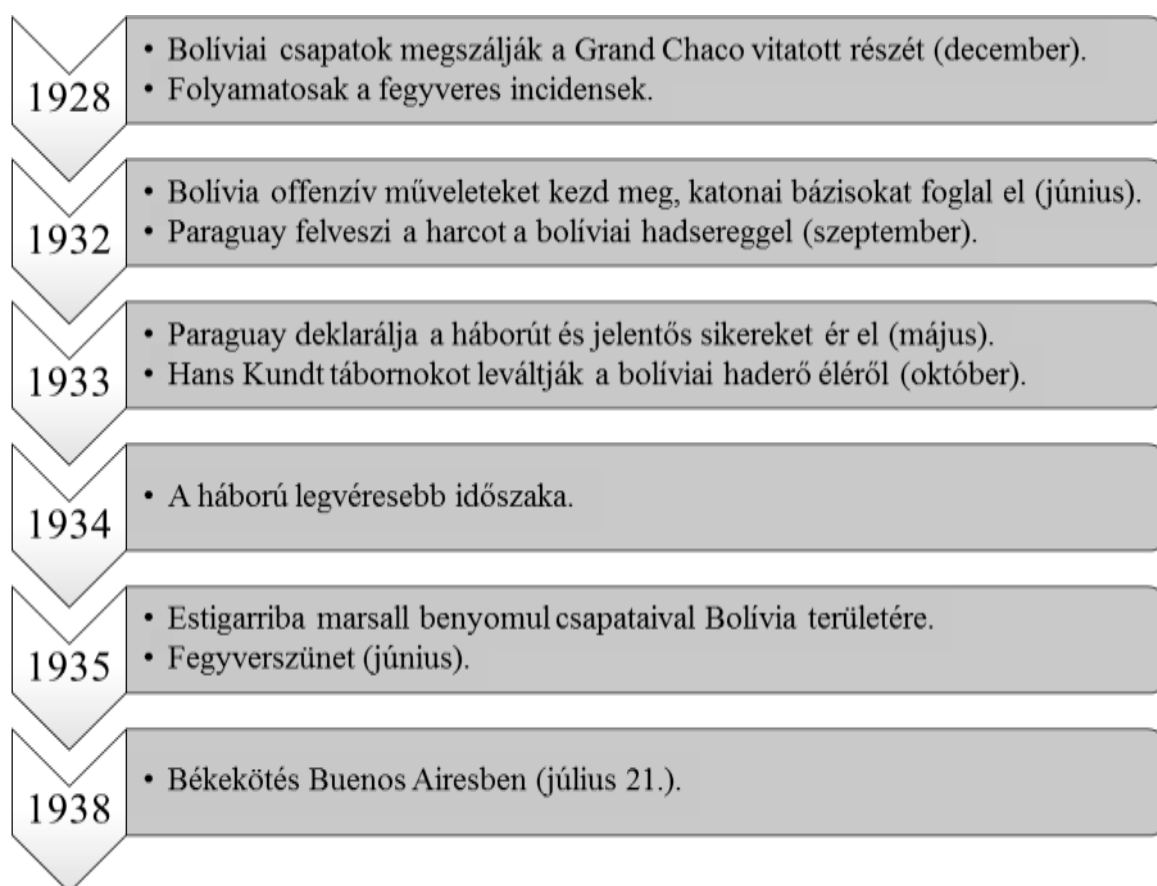 1928
• Bolíviai csapatok megszálják a Grand Chaco vitatott részét (december).
• Folyamatosak a fegyveres incidensek.
1932
• Bolívia offenzív műveleteket kezd meg, katonai bázisokat foglal el (június).
• Paraguay felveszi a harcot a bolíviai hadsereggel (szeptember).
1933
• Paraguay deklarálja a háborút és jelentős sikereket ér el (május).
• Hans Kundt tábornokot leváltják a bolíviai haderő éléről (október).
1934
• A háború legvéresebb időszaka.
1935
• Estigarriba marsall benyomul csapataival Bolívia területére.
• Fegyverszünet (június).
1938
• Békekötés Buenos Airesben (július 21.).